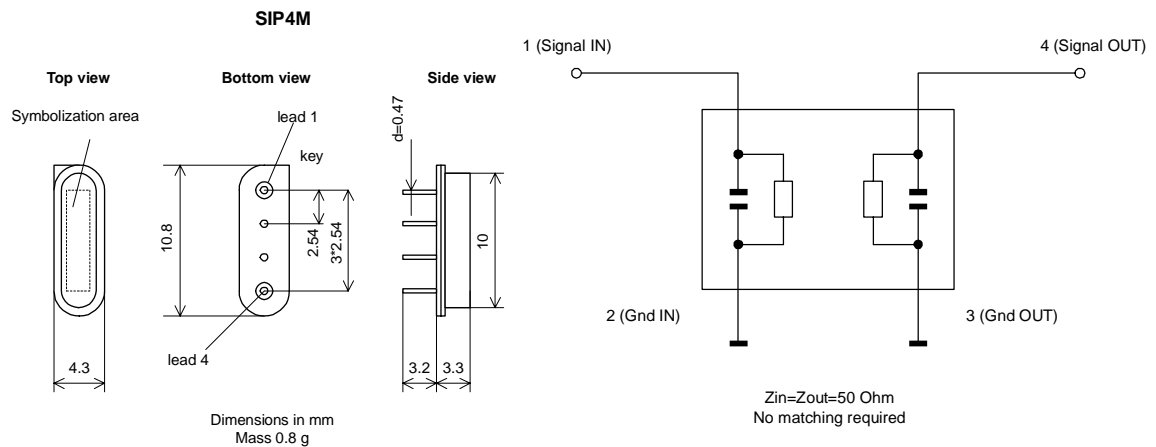 SIP4M
Top view
Bottom view
Side view
Symbolization area
lead 1
key
lead 4
d=0.47
10.8
2.54
3*2.54
10
4.3
3.2
3.3
Dimensions in mm
Mass 0.8 g
1 (Signal IN)
4 (Signal OUT)
2 (Gnd IN)
3 (Gnd OUT)
Zin=Zout=50 Ohm
No matching required